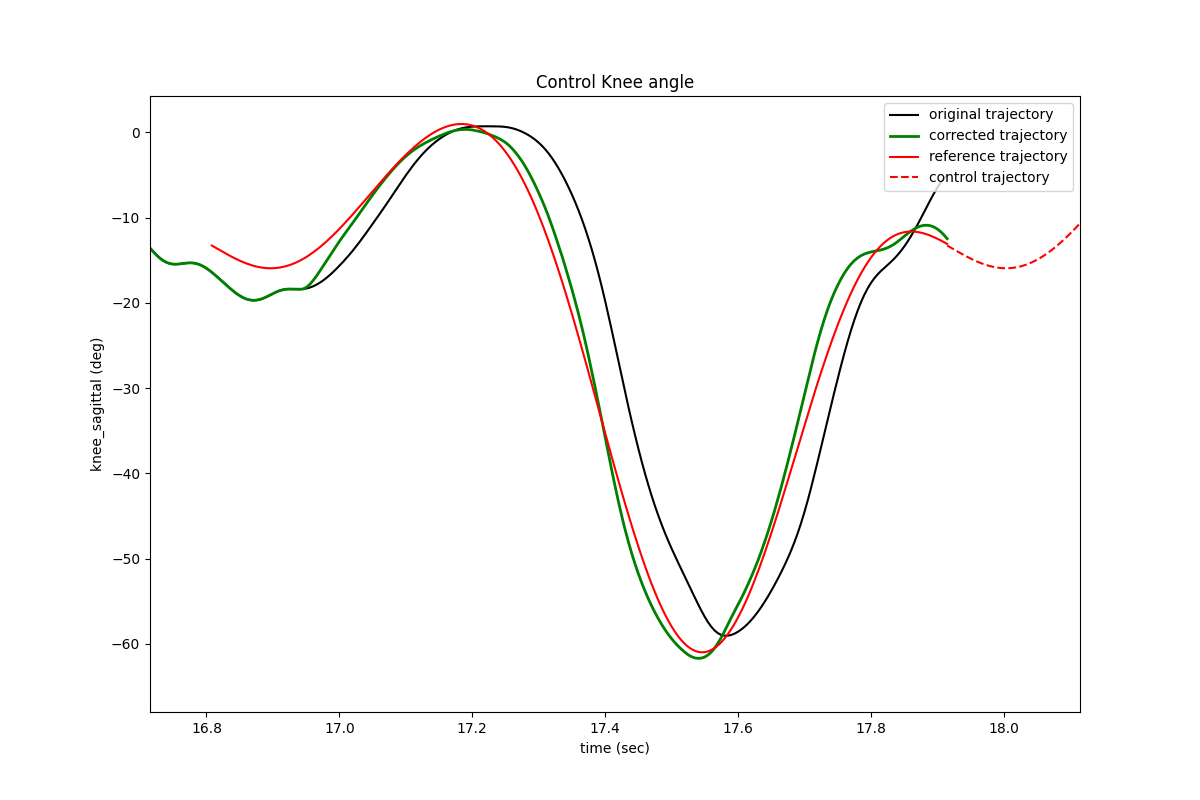 Control Knee angle
original trajectory
corrected trajectory
reference trajectory
control trajectory
knee_sagittal (deg)
0
−10
−20
−30
−40
−50
−60
16.8 17.0 17.2 17.4 17.6 17.8 18.0
time (sec)